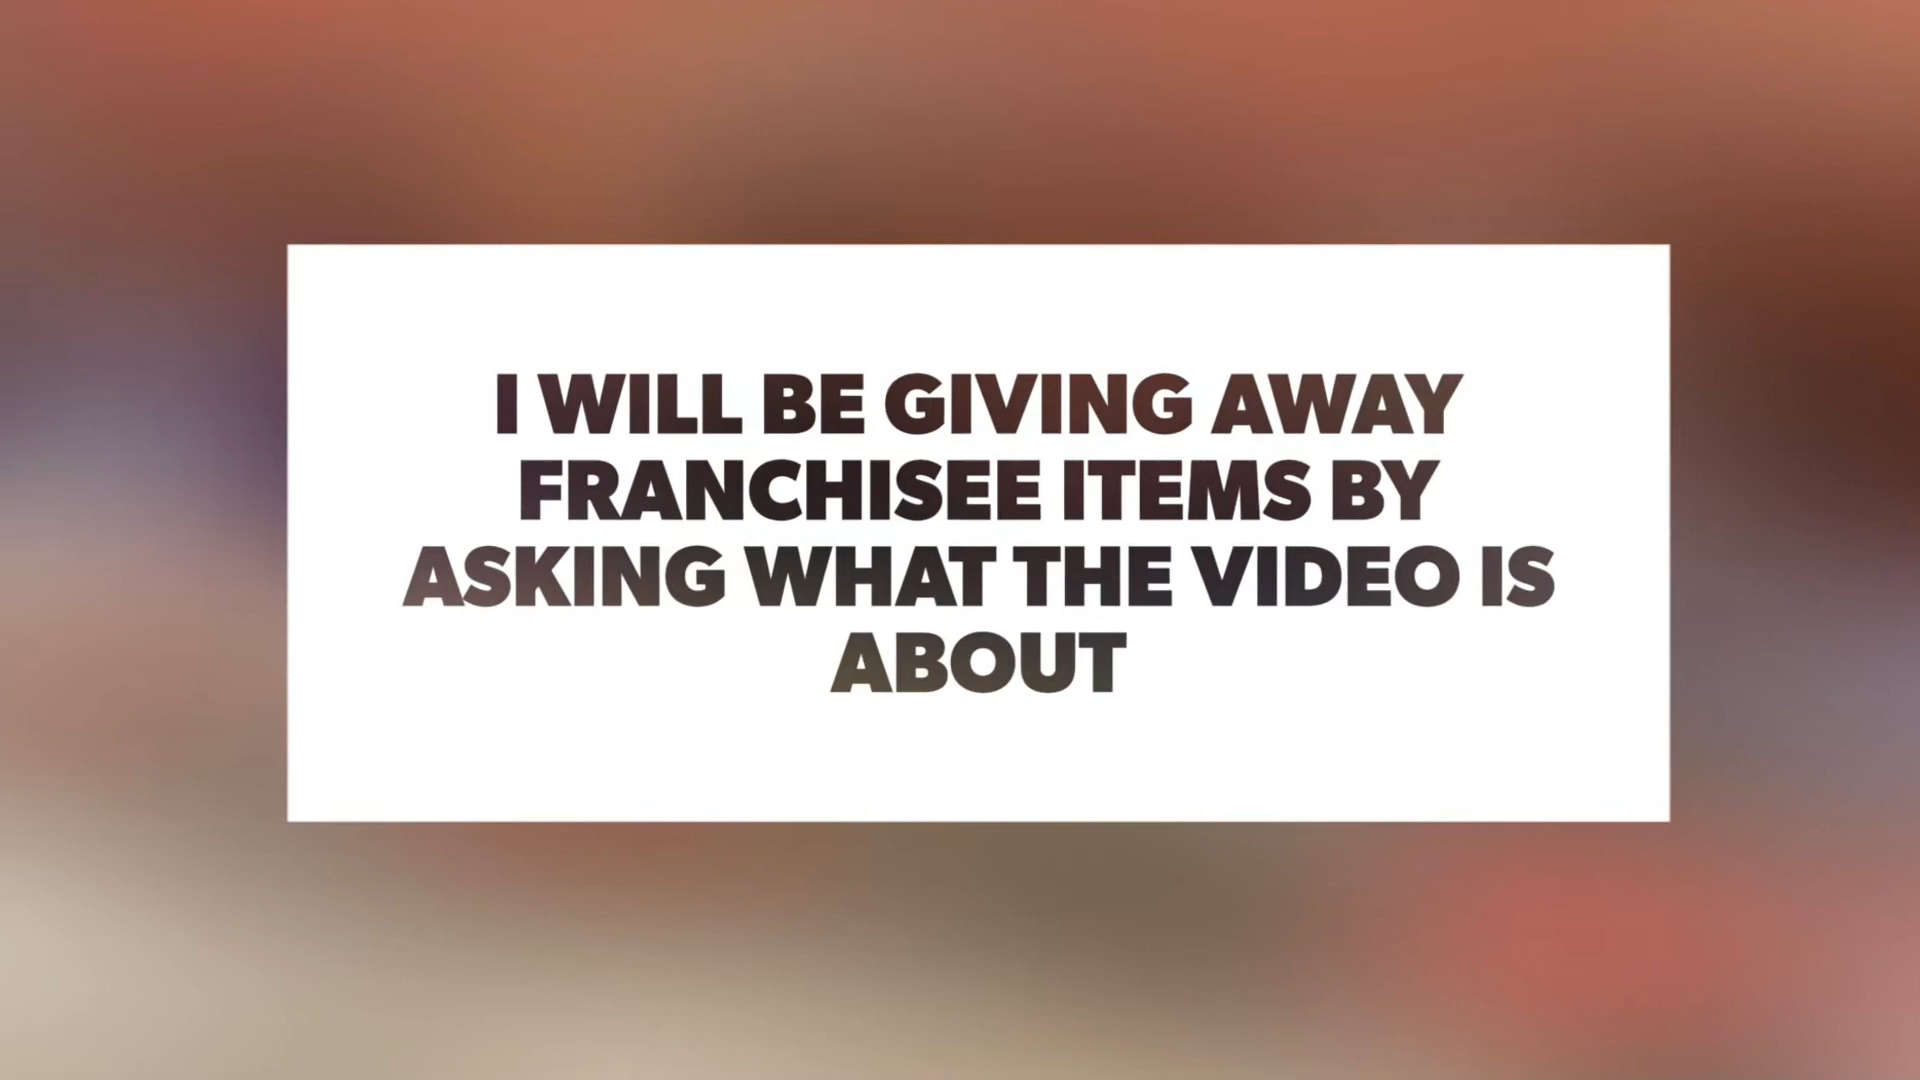 I WILL BE GIVING AWAY
FRANCHISEE ITEMS BY
ASKING WHAT THE VIDEO IS
ABOUT